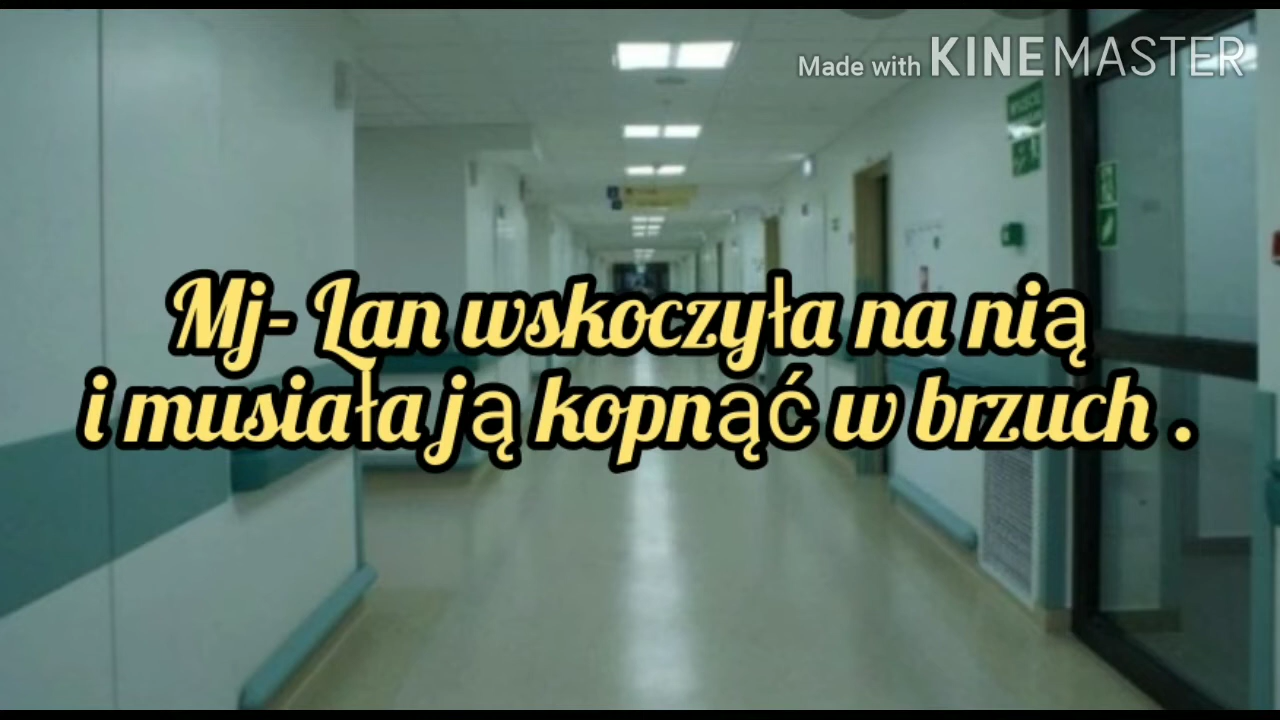 Made with KINEMASTER
Mj- Lan wskoczyła na nią
i musiała ją kopnąć w brzuch .